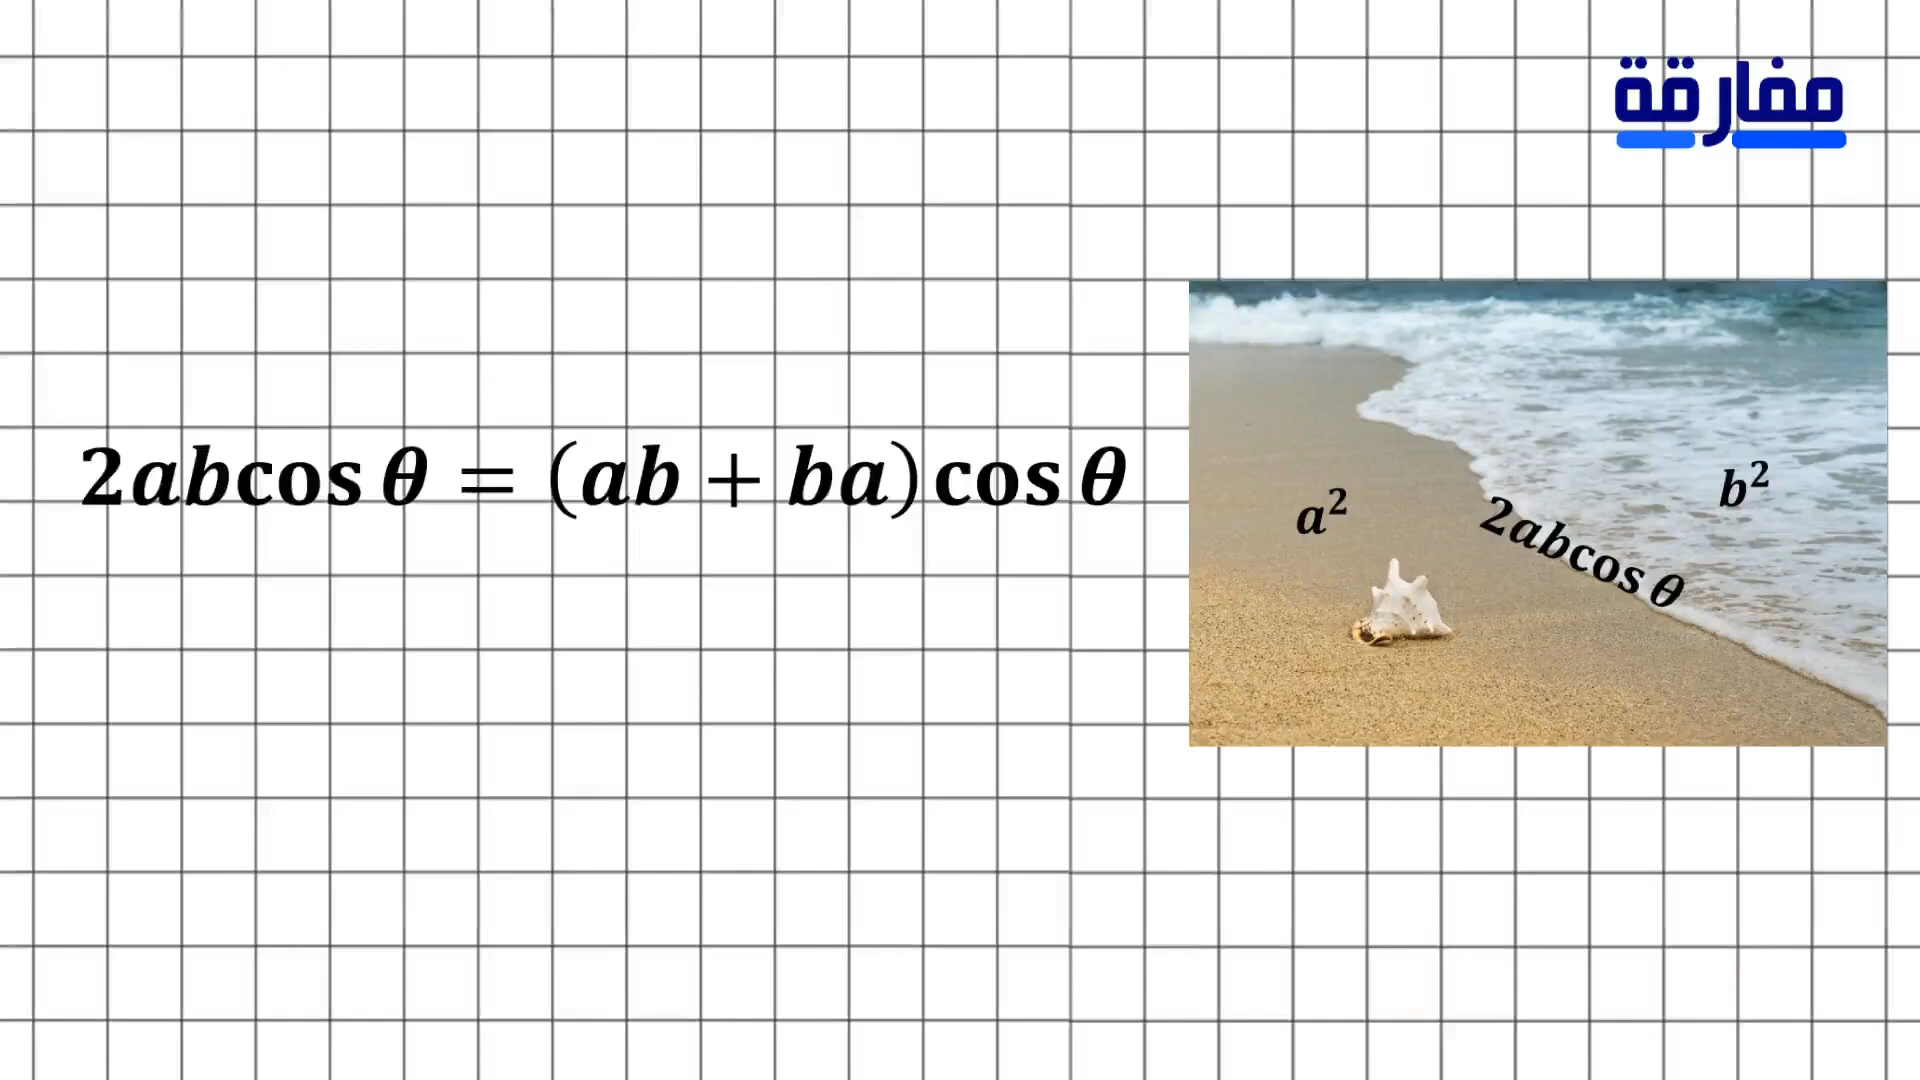 مفارقة
2abcos θ = (ab + ba)cos θ
a²
2abcos θ
b²